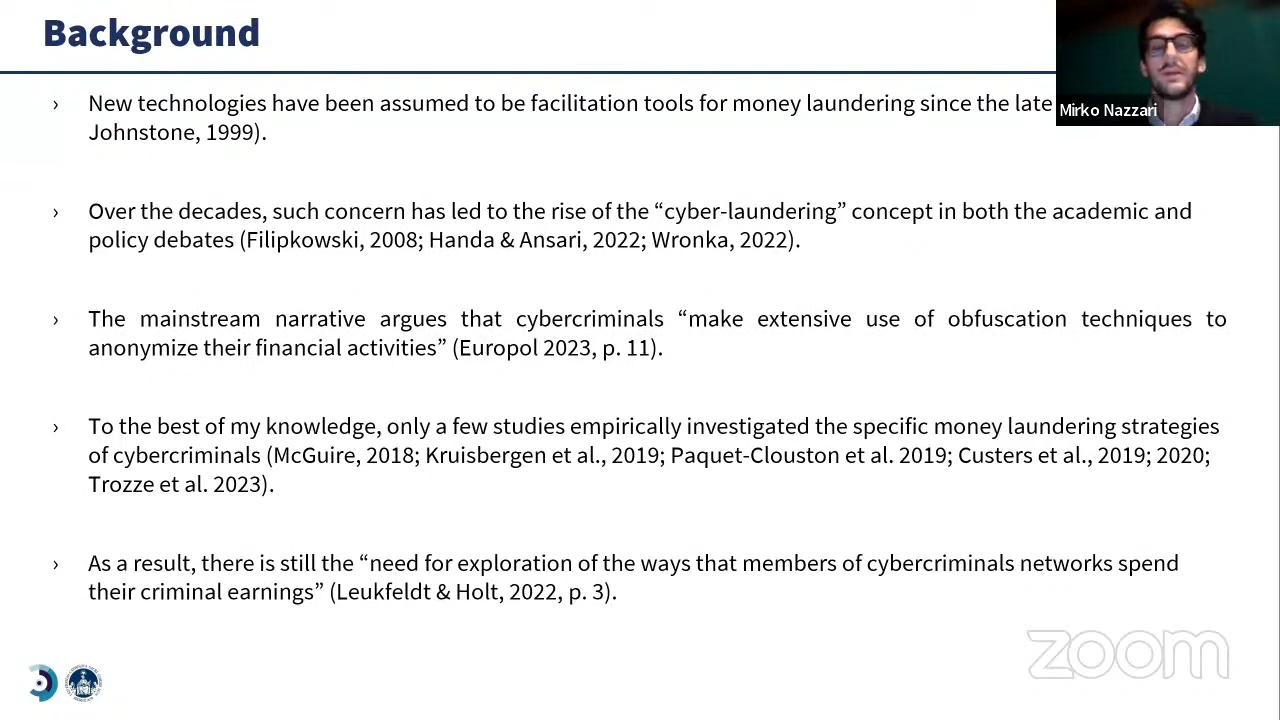 Background
› New technologies have been assumed to be facilitation tools for money laundering since the late
Johnstone, 1999).
Mirko Nazzari
› Over the decades, such concern has led to the rise of the “cyber-laundering” concept in both the academic and
policy debates (Filipkowski, 2008; Handa & Ansari, 2022; Wronka, 2022).
› The mainstream narrative argues that cybercriminals “make extensive use of obfuscation techniques to
anonymize their financial activities” (Europol 2023, p. 11).
› To the best of my knowledge, only a few studies empirically investigated the specific money laundering strategies
of cybercriminals (McGuire, 2018; Kruisbergen et al., 2019; Paquet-Clouston et al. 2019; Custers et al., 2019; 2020;
Trozze et al. 2023).
› As a result, there is still the “need for exploration of the ways that members of cybercriminals networks spend
their criminal earnings” (Leukfeldt & Holt, 2022, p. 3).
zoom